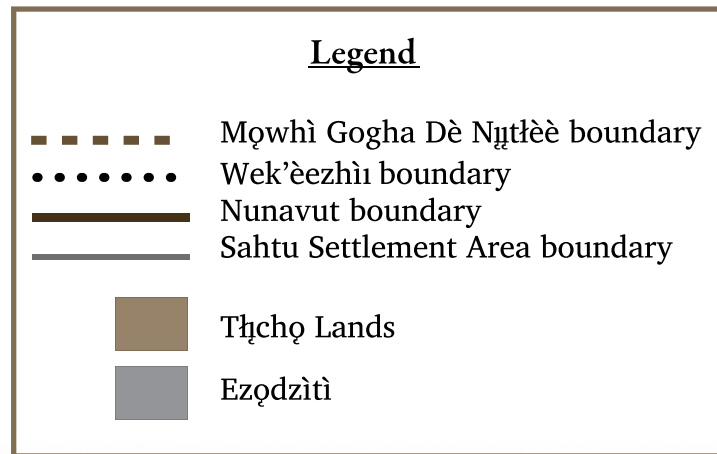 Legend
Mǫwhì Gogha Dè Nı̨ı̨tłèè boundary
Wek’èezhìı boundary
Nunavut boundary
Sahtu Settlement Area boundary
Tłı̨chǫ Lands
Ezǫdzìtì